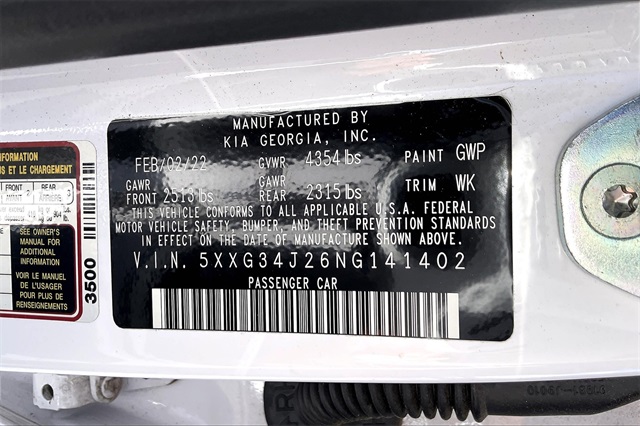 MANUFACTURED BY
KIA GEORGIA, INC.
FEB/02/22 GVWR 4354 lbs PAINT GWP
GAWR GAWR
FRONT 2513 lbs REAR 2315 lbs TRIM WK
THIS VEHICLE CONFORMS TO ALL APPLICABLE U.S.A. FEDERAL
MOTOR VEHICLE SAFETY, BUMPER, AND THEFT PREVENTION STANDARDS
IN EFFECT ON THE DATE OF MANUFACTURE SHOWN ABOVE.
V.I.N. 5XXG34J26NG141402
PASSENGER CAR
INFORMATION
US ET LE CHARGEMENT
FRONT REAR
SEE OWNER'S
MANUAL FOR
ADDITIONAL
INFORMATION
VOIR LE MANUEL
DE L'USAGER
POUR PLUS DE
RENSEIGNEMENTS
3500